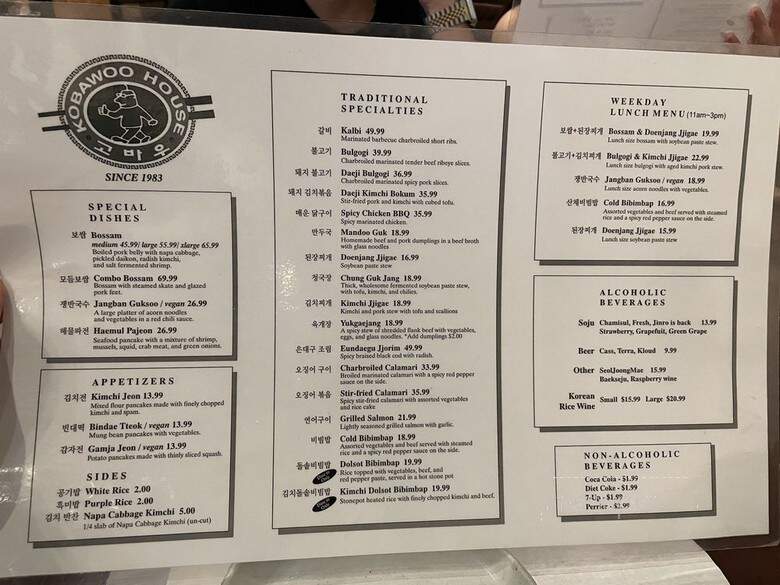 KOBAWOO HOUSE
고바우
SINCE 1983
SPECIAL
DISHES
보쌈 Bossam
medium 45.99/ large 55.99/ xlarge 65.99
Boiled pork belly with napa cabbage,
pickled daikon, radish kimchi,
and salt fermented shrimp.
모듬보쌈 Combo Bossam 69.99
Bossam with steamed skate and glazed
pork feet.
쟁반국수 Jangban Guksoo / vegan 26.99
A large platter of acorn noodles
and vegetables in a red chili sauce.
해물파전 Haemul Pajeon 26.99
Seafood pancake with a mixture of shrimp,
mussels, squid, crab meat, and green onions.
APPETIZERS
김치전 Kimchi Jeon 13.99
Mixed flour pancakes made with finely chopped
kimchi and spam.
빈대떡 Bindae Tteok / vegan 13.99
Mung bean pancakes with vegetables.
감자전 Gamja Jeon / vegan 13.99
Potato pancakes made with thinly sliced squash.
SIDES
공기밥 White Rice 2.00
흑미밥 Purple Rice 2.00
김치 반찬 Napa Cabbage Kimchi 5.00
1/4 slab of Napa Cabbage Kimchi (un-cut)
TRADITIONAL
SPECIALTIES
갈비 Kalbi 49.99
Marinated barbecue charbroiled short ribs.
불고기 Bulgogi 39.99
Charbroiled marinated tender beef ribeye slices.
돼지 불고기 Daeji Bulgogi 36.99
Charbroiled marinated spicy pork slices.
돼지 김치볶음 Daeji Kimchi Bokum 35.99
Stir-fried pork and kimchi with cubed tofu.
매운 닭구이 Spicy Chicken BBQ 35.99
Spicy marinated chicken.
만두국 Mandoo Guk 18.99
Homemade beef and pork dumplings in a beef broth
with glass noodles
된장찌개 Doenjang Jjigae 16.99
Soybean paste stew
청국장 Chung Guk Jang 18.99
Thick, wholesome fermented soybean paste stew,
with tofu, kimchi, and chilies.
김치찌개 Kimchi Jjigae 18.99
Kimchi and pork stew with tofu and scallions
육개장 Yukgaejang 18.99
A spicy stew of shredded flank beef with vegetables,
eggs, and glass noodles. *Add dumplings $2.00
은대구 조림 Eundaegu Jjorim 49.99
Spicy braised black cod with radish.
오징어 구이 Charbroiled Calamari 33.99
Broiled marinated calamari with a spicy red pepper
sauce on the side.
오징어 볶음 Stir-fried Calamari 35.99
Spicy stir-fried calamari with assorted vegetables
and rice cake
연어구이 Grilled Salmon 21.99
Lightly seasoned grilled salmon with garlic.
비빔밥 Cold Bibimbap 18.99
Assorted vegetables and beef served with steamed
rice and a spicy red pepper sauce on the side.
돌솥비빔밥 Dolsot Bibimbap 19.99
Rice topped with vegetables, beef, and
red pepper paste, served in a hot stone pot
김치돌솥비빔밥 Kimchi Dolsot Bibimbap 19.99
Stonepot heated rice with finely chopped kimchi and beef.
WEEKDAY
LUNCH MENU (11am~3pm)
보쌈+된장찌개 Bossam & Doenjang Jjigae 19.99
Lunch size bossam with soybean paste stew.
불고기+김치찌개 Bulgogi & Kimchi Jjigae 22.99
Lunch size bulgogi with aged kimchi pork stew.
쟁반국수 Jangban Guksoo / vegan 18.99
Lunch size acorn noodles with vegetables.
산채비빔밥 Cold Bibimbap 16.99
Assorted vegetables and beef served with steamed
rice and a spicy red pepper sauce on the side.
된장찌개 Doenjang Jjigae 15.99
Lunch size soybean paste stew
ALCOHOLIC
BEVERAGES
Soju Chamisul, Fresh, Jinro is back 13.99
Strawberry, Grapefuit, Green Grape
Beer Cass, Terra, Kloud 9.99
Other SeolJoongMae 15.99
Baekseju, Raspberry wine
Korean
Rice Wine Small $15.99 Large $20.99
NON-ALCOHOLIC
BEVERAGES
Coca Cola - $1.99
Diet Coke - $1.99
7-Up - $1.99
Perrier - $2.99